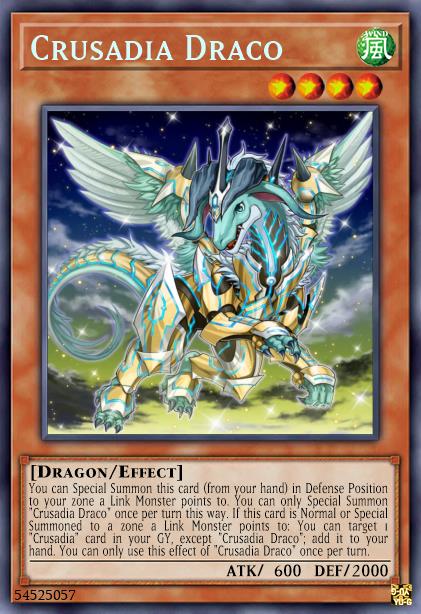 Crusadia Draco
WIND
風
[Dragon/Effect]
You can Special Summon this card (from your hand) in Defense Position
to your zone a Link Monster points to. You can only Special Summon
"Crusadia Draco" once per turn this way. If this card is Normal or Special
Summoned to a zone a Link Monster points to: You can target 1
"Crusadia" card in your GY, except "Crusadia Draco"; add it to your
hand. You can only use this effect of "Crusadia Draco" once per turn.
ATK/ 600 DEF/2000
54525057